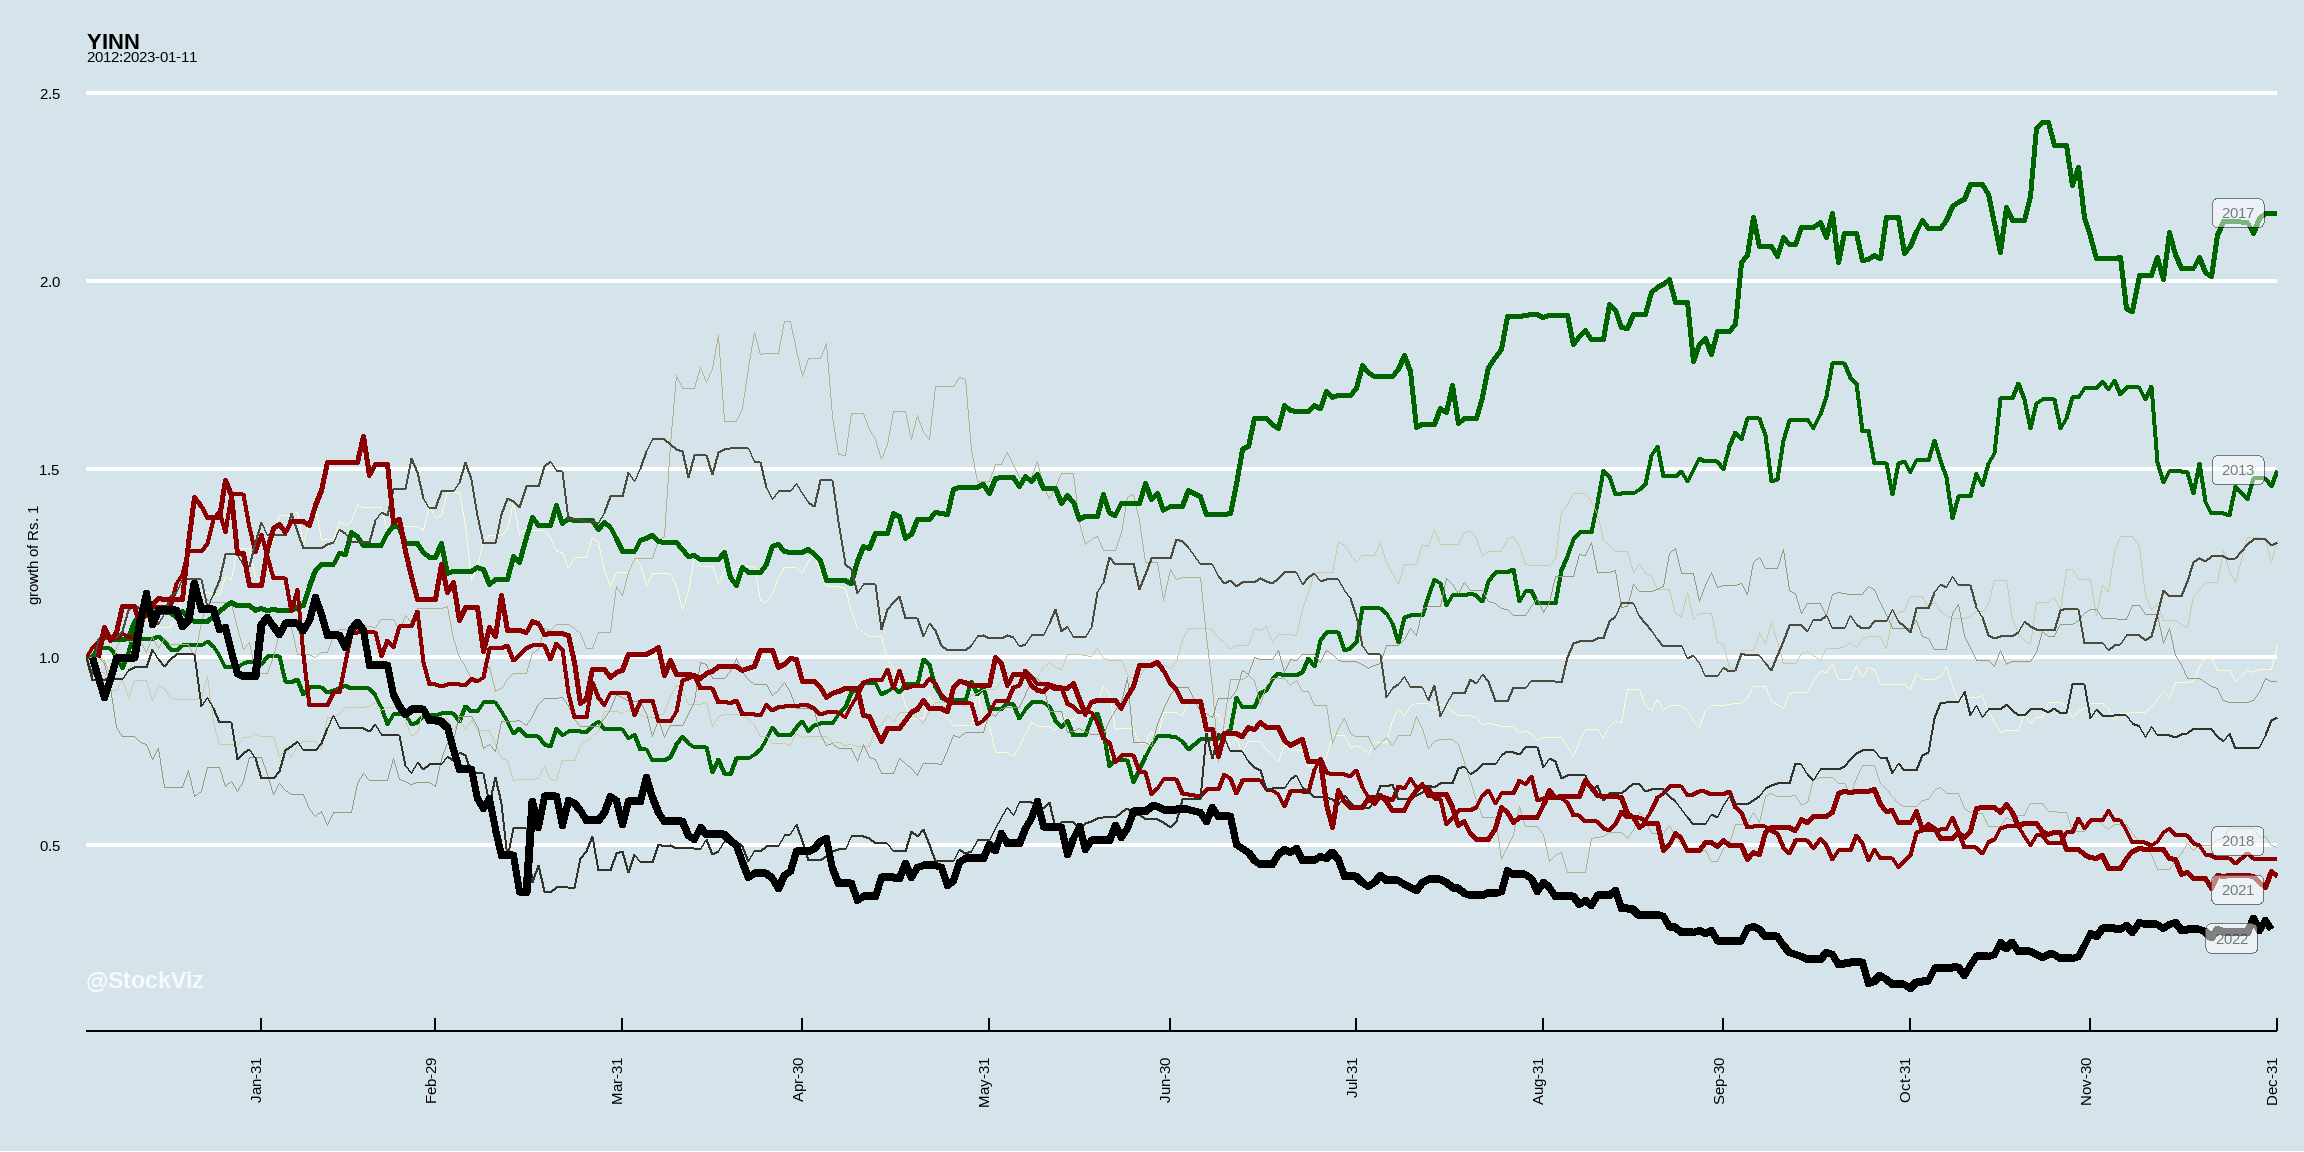 YINN
2012:2023-01-11
2.5
2.0
1.5
1.0
0.5
growth of Rs. 1
2017
2013
2018
2021
2022
@StockViz
Jan-31
Feb-29
Mar-31
Apr-30
May-31
Jun-30
Jul-31
Aug-31
Sep-30
Oct-31
Nov-30
Dec-31